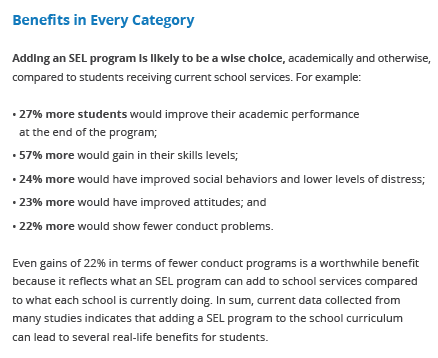 Benefits in Every Category
Adding an SEL program is likely to be a wise choice, academically and otherwise,
compared to students receiving current school services. For example:
• 27% more students would improve their academic performance
at the end of the program;
• 57% more would gain in their skills levels;
• 24% more would have improved social behaviors and lower levels of distress;
• 23% more would have improved attitudes; and
• 22% more would show fewer conduct problems.
Even gains of 22% in terms of fewer conduct programs is a worthwhile benefit
because it reflects what an SEL program can add to school services compared
to what each school is currently doing. In sum, current data collected from
many studies indicates that adding a SEL program to the school curriculum
can lead to several real-life benefits for students.